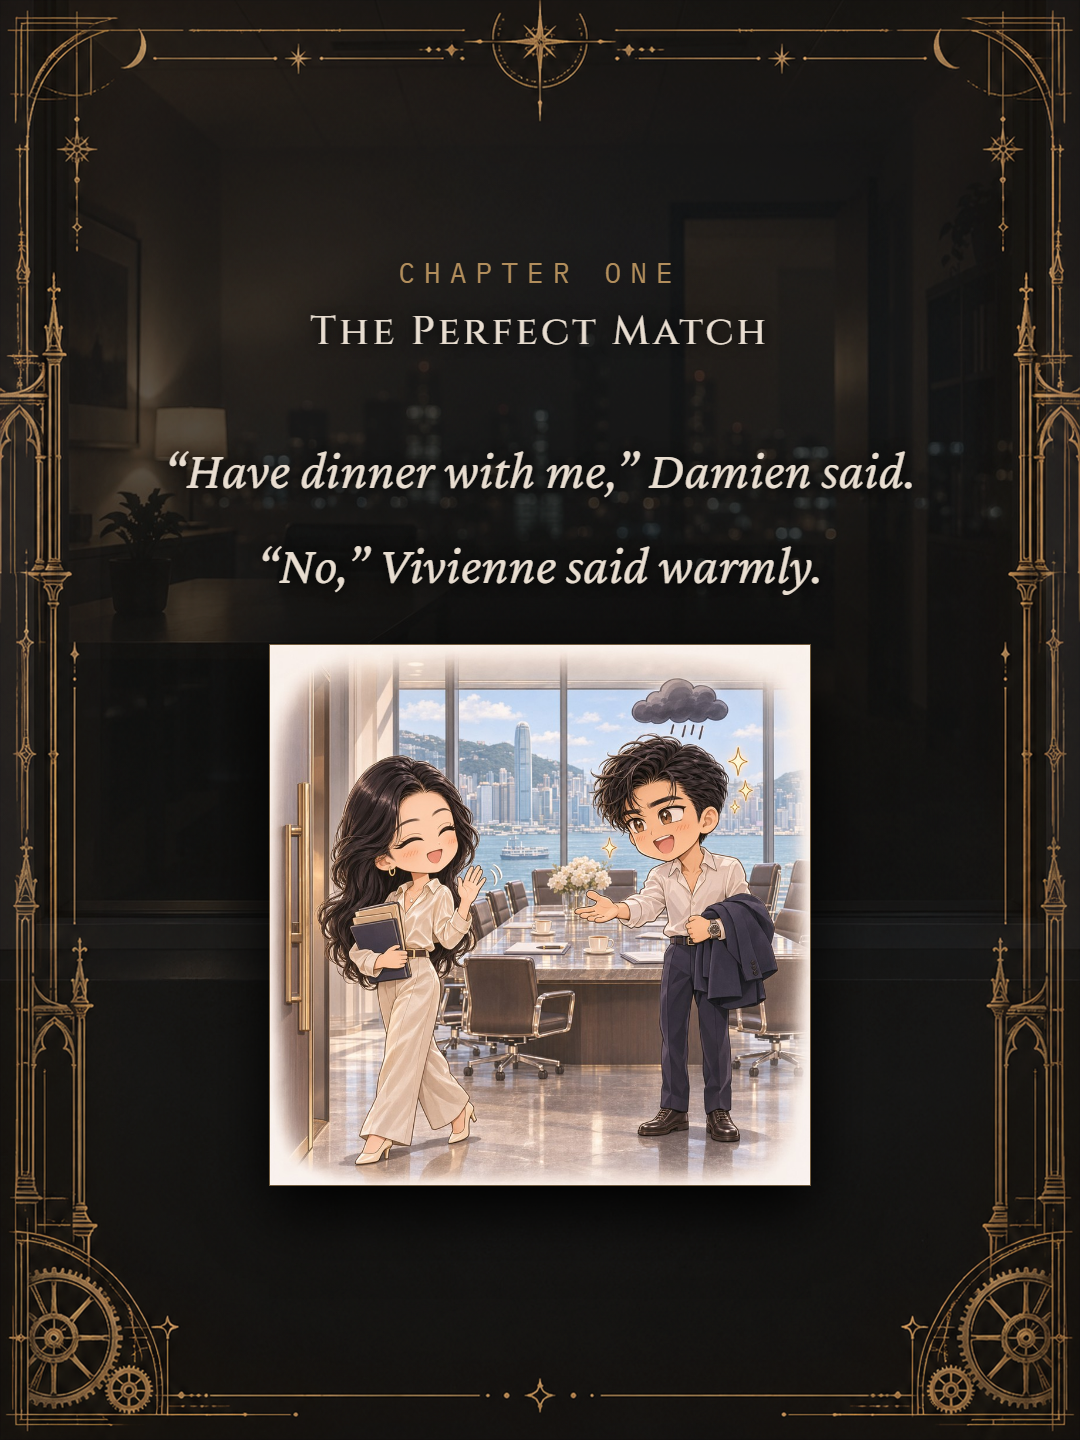 CHAPTER ONE
The Perfect Match
“Have dinner with me,” Damien said.
“No,” Vivienne said warmly.